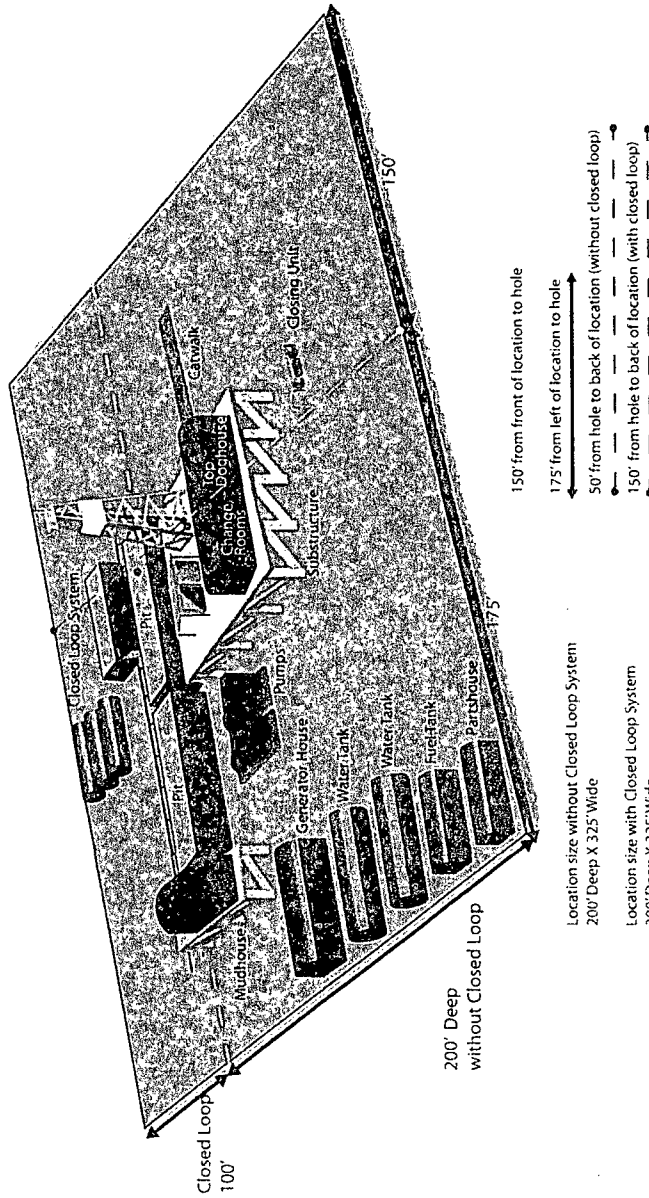 Closed Loop System
Pits
Pit
Change
Room
Top
Doghouse
Catwalk
Closing Unit
Substructure
Pumps
Mudhouse
Generator House
Water Tank
Water Tank
Fuel Tank
Partshouse
Closed Loop
100'
200' Deep
without Closed Loop
175'
150'
Location size without Closed Loop System
200' Deep X 325' Wide
Location size with Closed Loop System
150' from front of location to hole
175' from left of location to hole
50' from hole to back of location (without closed loop)
150' from hole to back of location (with closed loop)